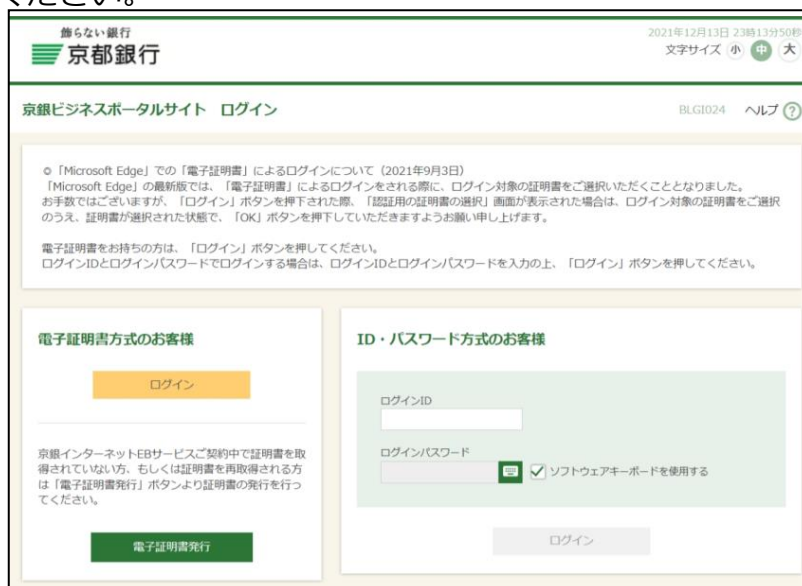 ください。
飾らない銀行
京都銀行
2021年12月13日 23時13分50秒
文字サイズ 小 中 大
京銀ビジネスポータルサイト ログイン
BLGI024 ヘルプ ?
○「Microsoft Edge」での「電子証明書」によるログインについて（2021年9月3日）
「Microsoft Edge」の最新版では、「電子証明書」によるログインをされる際に、ログイン対象の証明書をご選択いただくこととなりました。
お手数ではございますが、「ログイン」ボタンを押下された際、「認証用の証明書の選択」画面が表示された場合は、ログイン対象の証明書をご選択
のうえ、証明書が選択された状態で、「OK」ボタンを押下していただきますようお願い申し上げます。
電子証明書をお持ちの方は、「ログイン」ボタンを押してください。
ログインIDとログインパスワードでログインする場合は、ログインIDとログインパスワードを入力の上、「ログイン」ボタンを押してください。
電子証明書方式のお客様
ログイン
京銀インターネットEBサービスご契約中で証明書を取
得されていない方、もしくは証明書を再取得される方
は「電子証明書発行」ボタンより証明書の発行を行っ
てください。
電子証明書発行
ID・パスワード方式のお客様
ログインID
ログインパスワード
ソフトウェアキーボードを使用する
ログイン